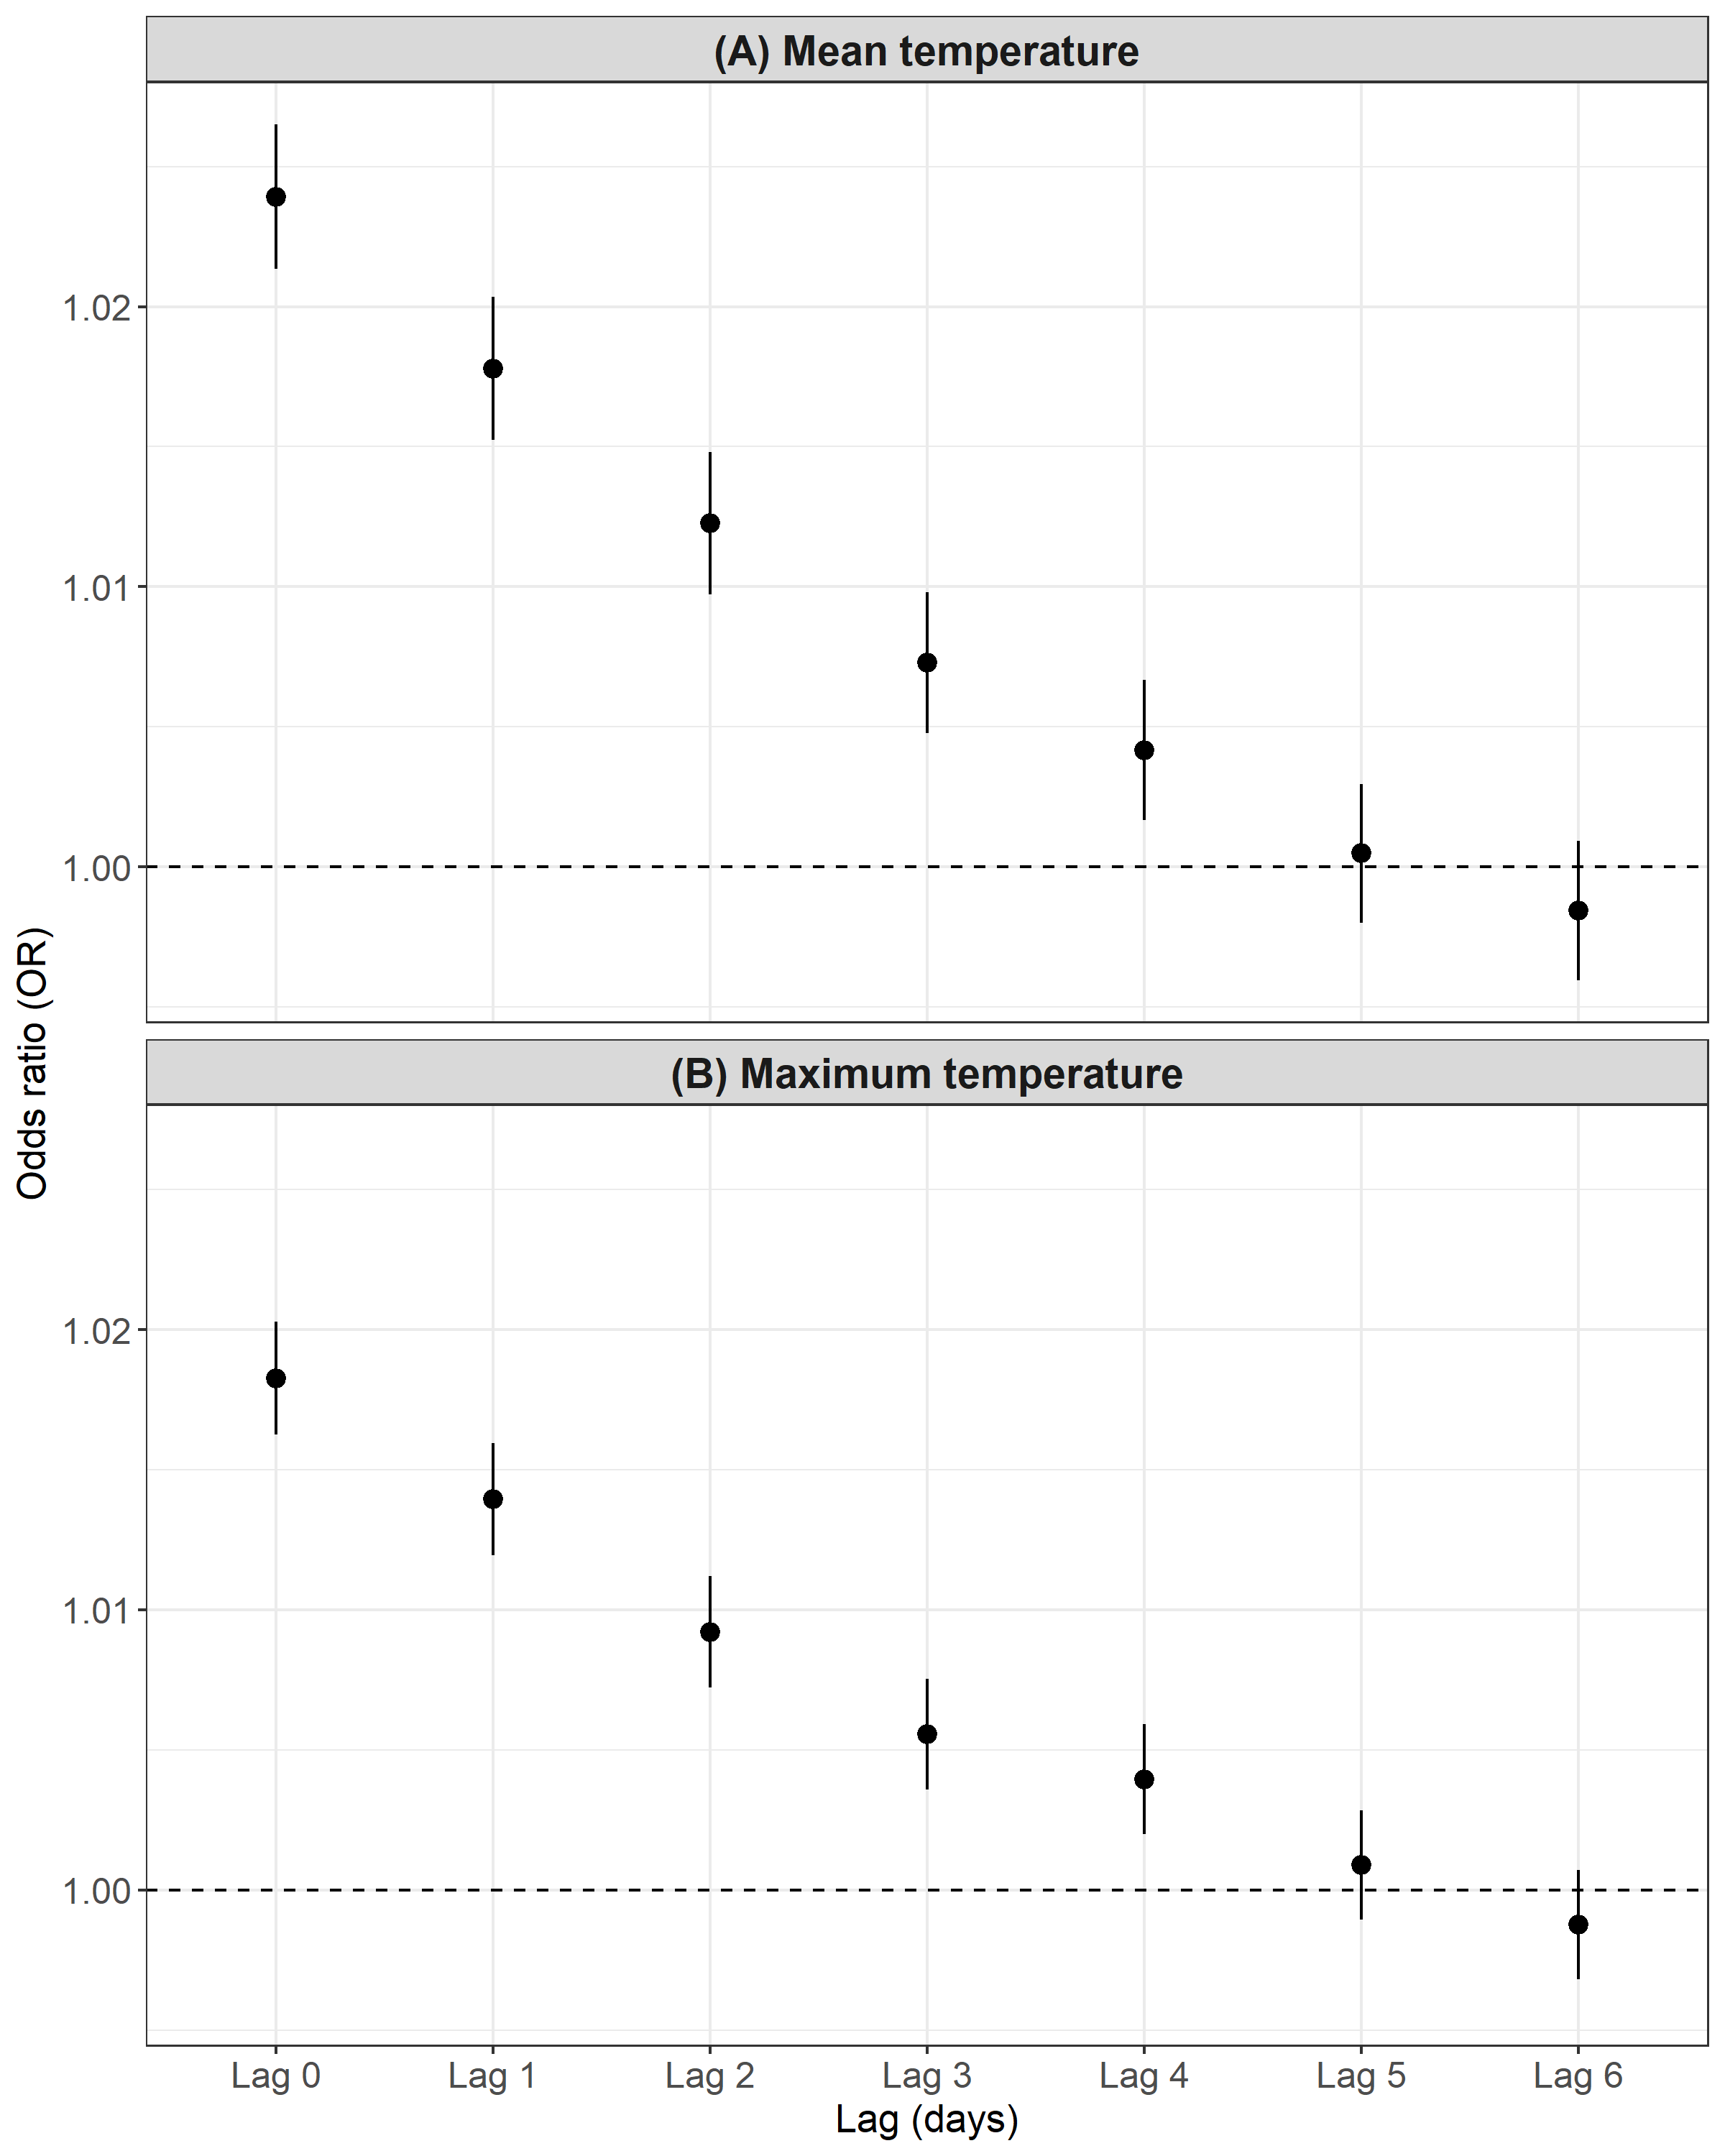 (A) Mean temperature
1.02
1.01
1.00
Odds ratio (OR)
(B) Maximum temperature
1.02
1.01
1.00
Lag 0 Lag 1 Lag 2 Lag 3 Lag 4 Lag 5 Lag 6
Lag (days)